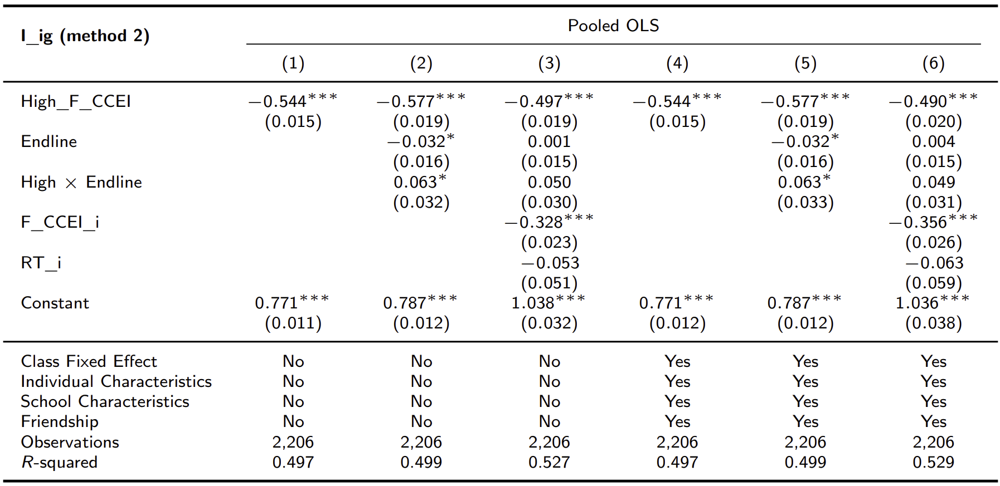 I_ig (method 2) Pooled OLS
(1) (2) (3) (4) (5) (6)
High_F_CCEI −0.544*** −0.577*** −0.497*** −0.544*** −0.577*** −0.490***
(0.015) (0.019) (0.019) (0.015) (0.019) (0.020)
Endline −0.032* 0.001 −0.032* 0.004
(0.016) (0.015) (0.016) (0.015)
High × Endline 0.063* 0.050 0.063* 0.049
(0.032) (0.030) (0.033) (0.031)
F_CCEI_i −0.328*** −0.356***
(0.023) (0.026)
RT_i −0.053 −0.063
(0.051) (0.059)
Constant 0.771*** 0.787*** 1.038*** 0.771*** 0.787*** 1.036***
(0.011) (0.012) (0.032) (0.012) (0.012) (0.038)
Class Fixed Effect No No No Yes Yes Yes
Individual Characteristics No No No Yes Yes Yes
School Characteristics No No No Yes Yes Yes
Friendship No No No Yes Yes Yes
Observations 2,206 2,206 2,206 2,206 2,206 2,206
R-squared 0.497 0.499 0.527 0.497 0.499 0.529